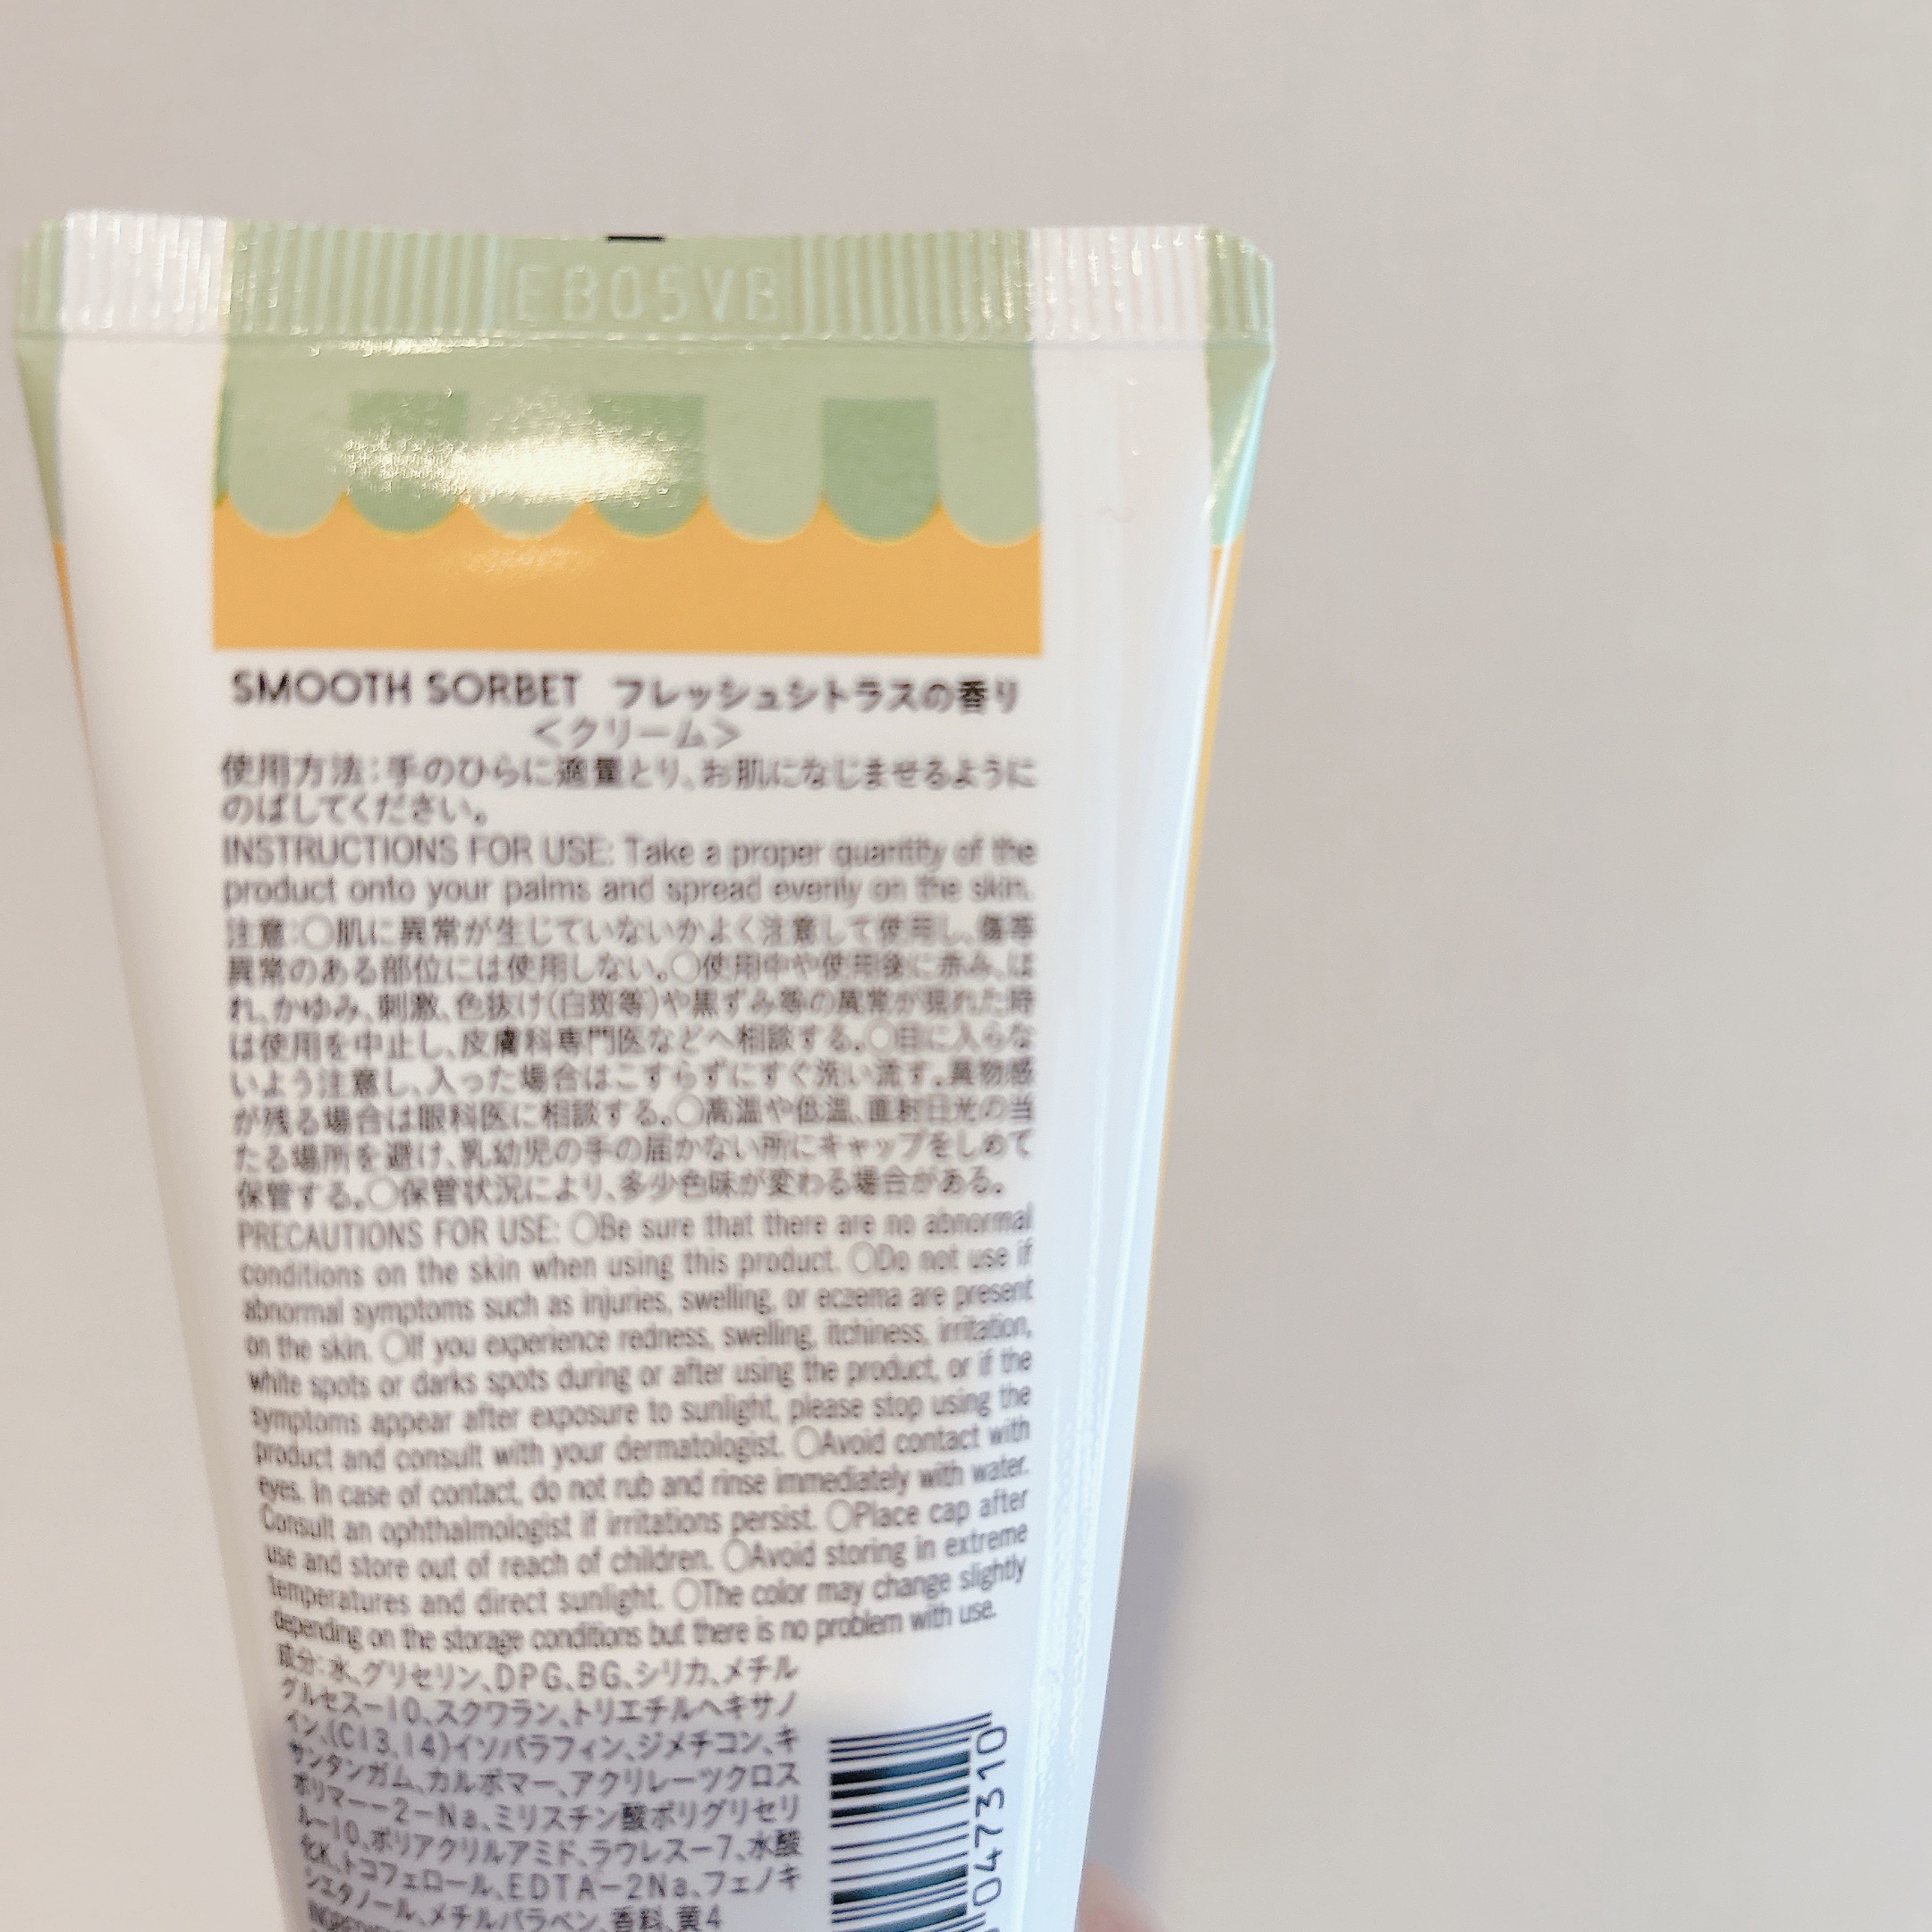 EB05VB
SMOOTH SORBET フレッシュシトラスの香り
＜クリーム＞
使用方法：手のひらに適量とり、お肌になじませるように
のばしてください。
INSTRUCTIONS FOR USE: Take a proper quantity of the
product onto your palms and spread evenly on the skin.
注意：○肌に異常が生じていないかよく注意して使用し、傷等
異常のある部位には使用しない。○使用中や使用後に赤み、は
れ、かゆみ、刺激、色抜け（白斑等）や黒ずみ等の異常が現れた時
は使用を中止し、皮膚科専門医などへ相談する。○目に入らな
いよう注意し、入った場合はこすらずにすぐ洗い流す。異物感
が残る場合は眼科医に相談する。○高温や低温、直射日光の当
たる場所を避け、乳幼児の手の届かない所にキャップをしめて
保管する。○保管状況により、多少色味が変わる場合がある。
PRECAUTIONS FOR USE: ○Be sure that there are no abnormal
conditions on the skin when using this product. ○Do not use if
abnormal symptoms such as injuries, swelling, or eczema are present
on the skin. ○If you experience redness, swelling, itchiness, irritation,
white spots or darks spots during or after using the product, or if the
symptoms appear after exposure to sunlight, please stop using the
product and consult with your dermatologist. ○Avoid contact with
eyes. In case of contact, do not rub and rinse immediately with water.
Consult an ophthalmologist if irritations persist. ○Place cap after
use and store out of reach of children. ○Avoid storing in extreme
temperatures and direct sunlight. ○The color may change slightly
depending on the storage conditions but there is no problem with use.
成分：水、グリセリン、DPG、BG、シリカ、メチル
グルセス－10、スクワラン、トリエチルヘキサノ
イン、（C13，14）イソパラフィン、ジメチコン、キ
サンタンガム、カルボマー、アクリレーツクロス
ポリマー－2－Na、ミリスチン酸ポリグリセリ
ル－10、ポリアクリルアミド、ラウレス－7、水酸
化K、トコフェロール、EDTA－2Na、フェノキ
シエタノール、メチルパラベン、香料、黄4
047310